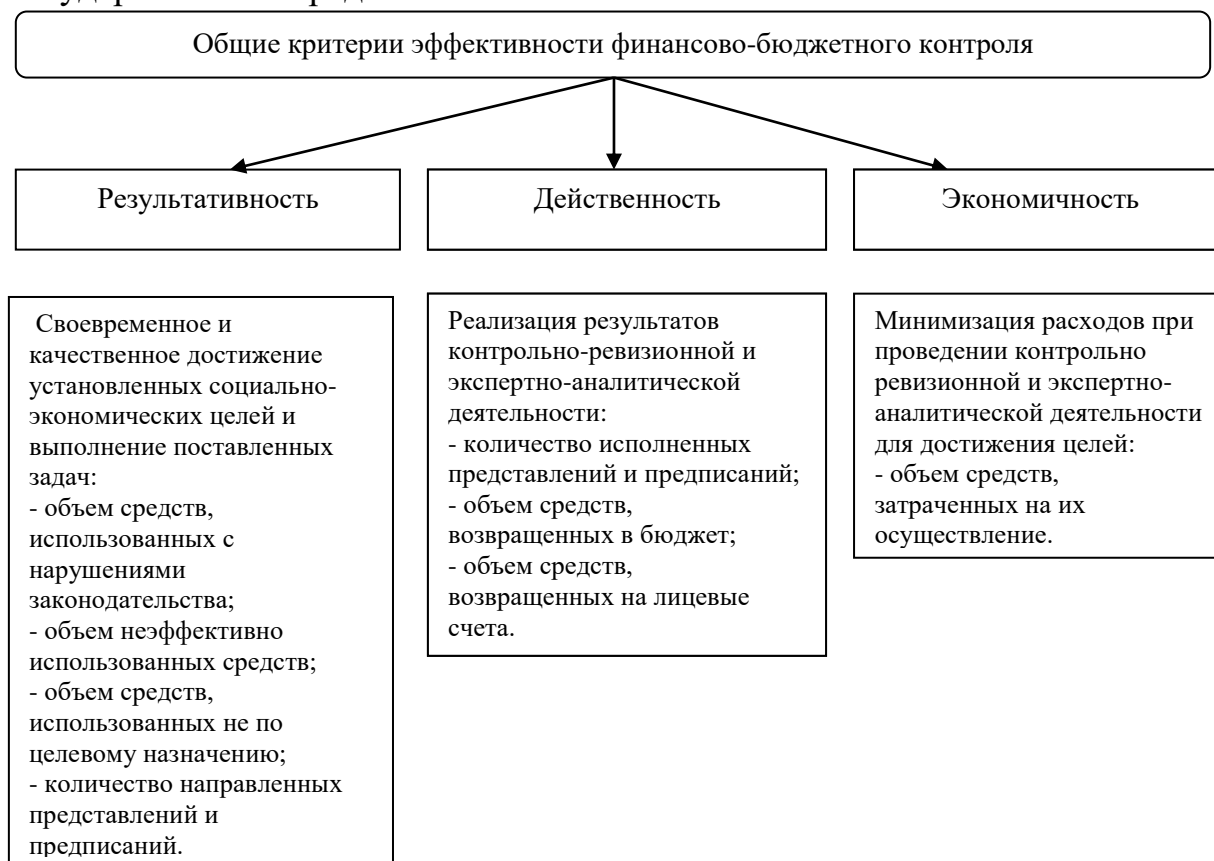 Общие критерии эффективности финансово-бюджетного контроля
Результативность
Действенность
Экономичность
Своевременное и
качественное достижение
установленных социально-
экономических целей и
выполнение поставленных
задач:
- объем средств,
использованных с
нарушениями
законодательства;
- объем неэффективно
использованных средств;
- объем средств,
использованных не по
целевому назначению;
- количество направленных
представлений и
предписаний.
Реализация результатов
контрольно-ревизионной и
экспертно-аналитической
деятельности:
- количество исполненных
представлений и предписаний;
- объем средств,
возвращенных в бюджет;
- объем средств,
возвращенных на лицевые
счета.
Минимизация расходов при
проведении контрольно
ревизионной и экспертно-
аналитической деятельности
для достижения целей:
- объем средств,
затраченных на их
осуществление.